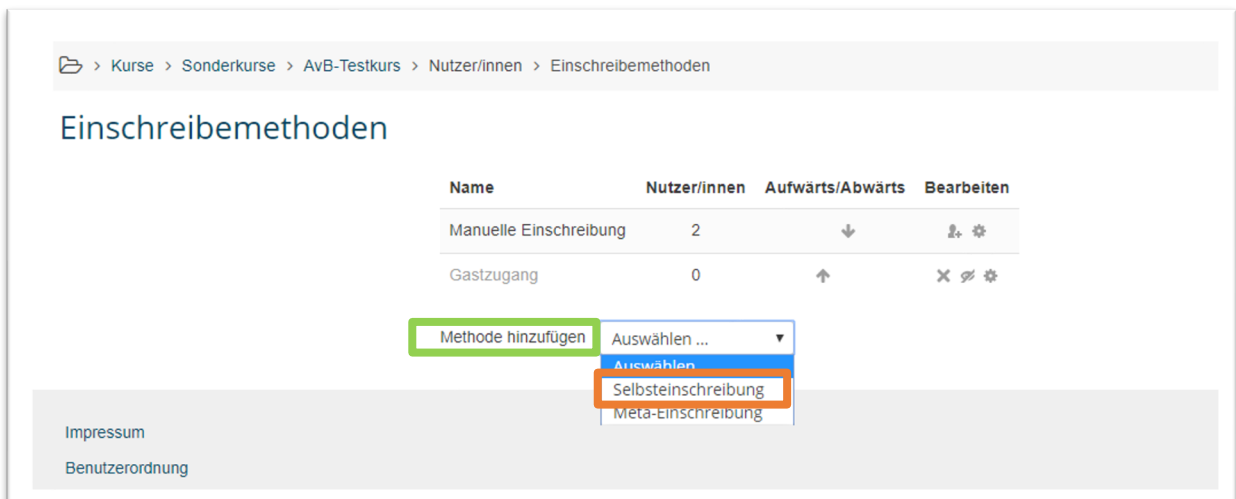 > Kurse > Sonderkurse > AvB-Testkurs > Nutzer/innen > Einschreibemethoden
Einschreibemethoden
Name Nutzer/innen Aufwärts/Abwärts Bearbeiten
Manuelle Einschreibung 2
Gastzugang 0
Methode hinzufügen Auswählen ...
Auswählen
Selbsteinschreibung
Meta-Einschreibung
Impressum
Benutzerordnung